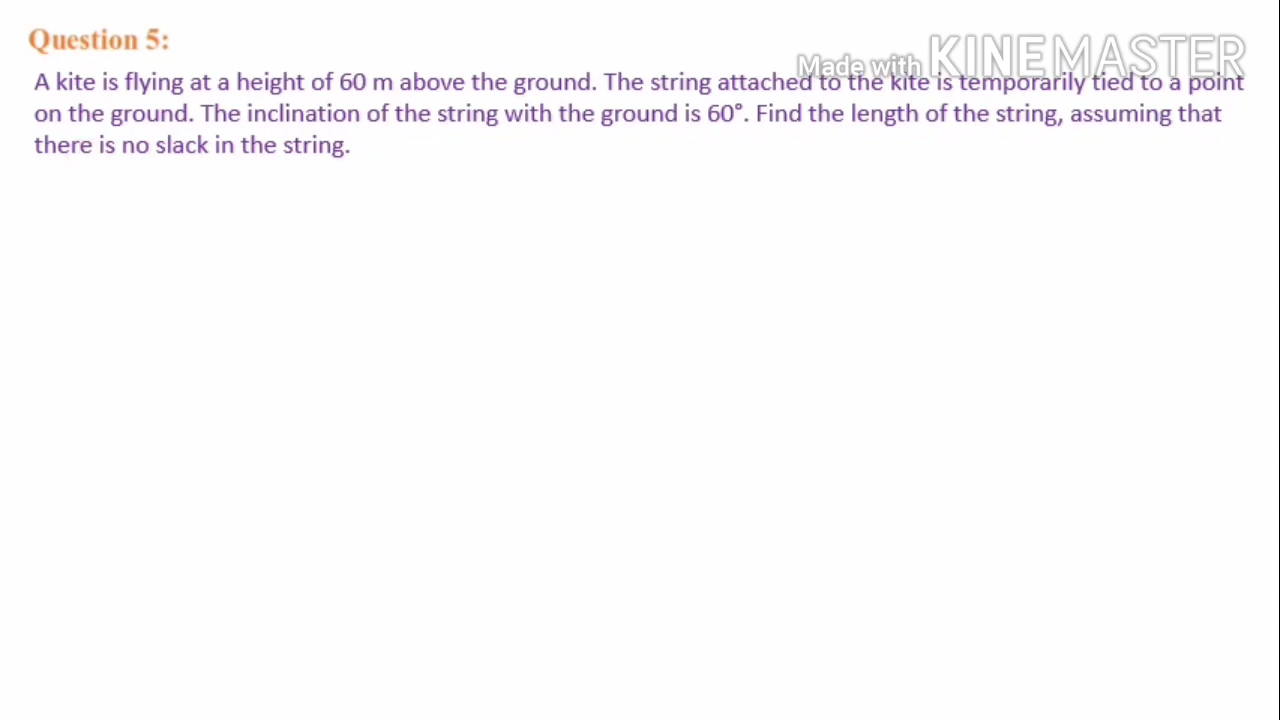 Question 5:
Made with KINEMASTER
A kite is flying at a height of 60 m above the ground. The string attached to the kite is temporarily tied to a point
on the ground. The inclination of the string with the ground is 60°. Find the length of the string, assuming that
there is no slack in the string.